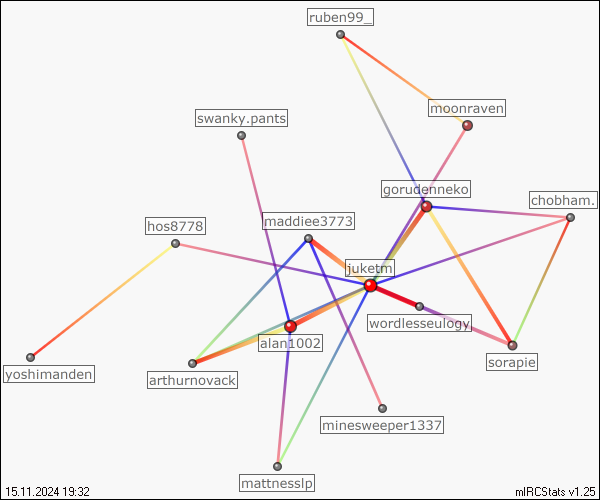 ruben99_
moonraven
swanky.pants
gorudenneko
chobham.
maddiee3773
hos8778
juketm
wordlesseulogy
alan1002
sorapie
yoshimanden
arthurnovack
minesweeper1337
mattnesslp
15.11.2024 19:32
mIRCStats v1.25